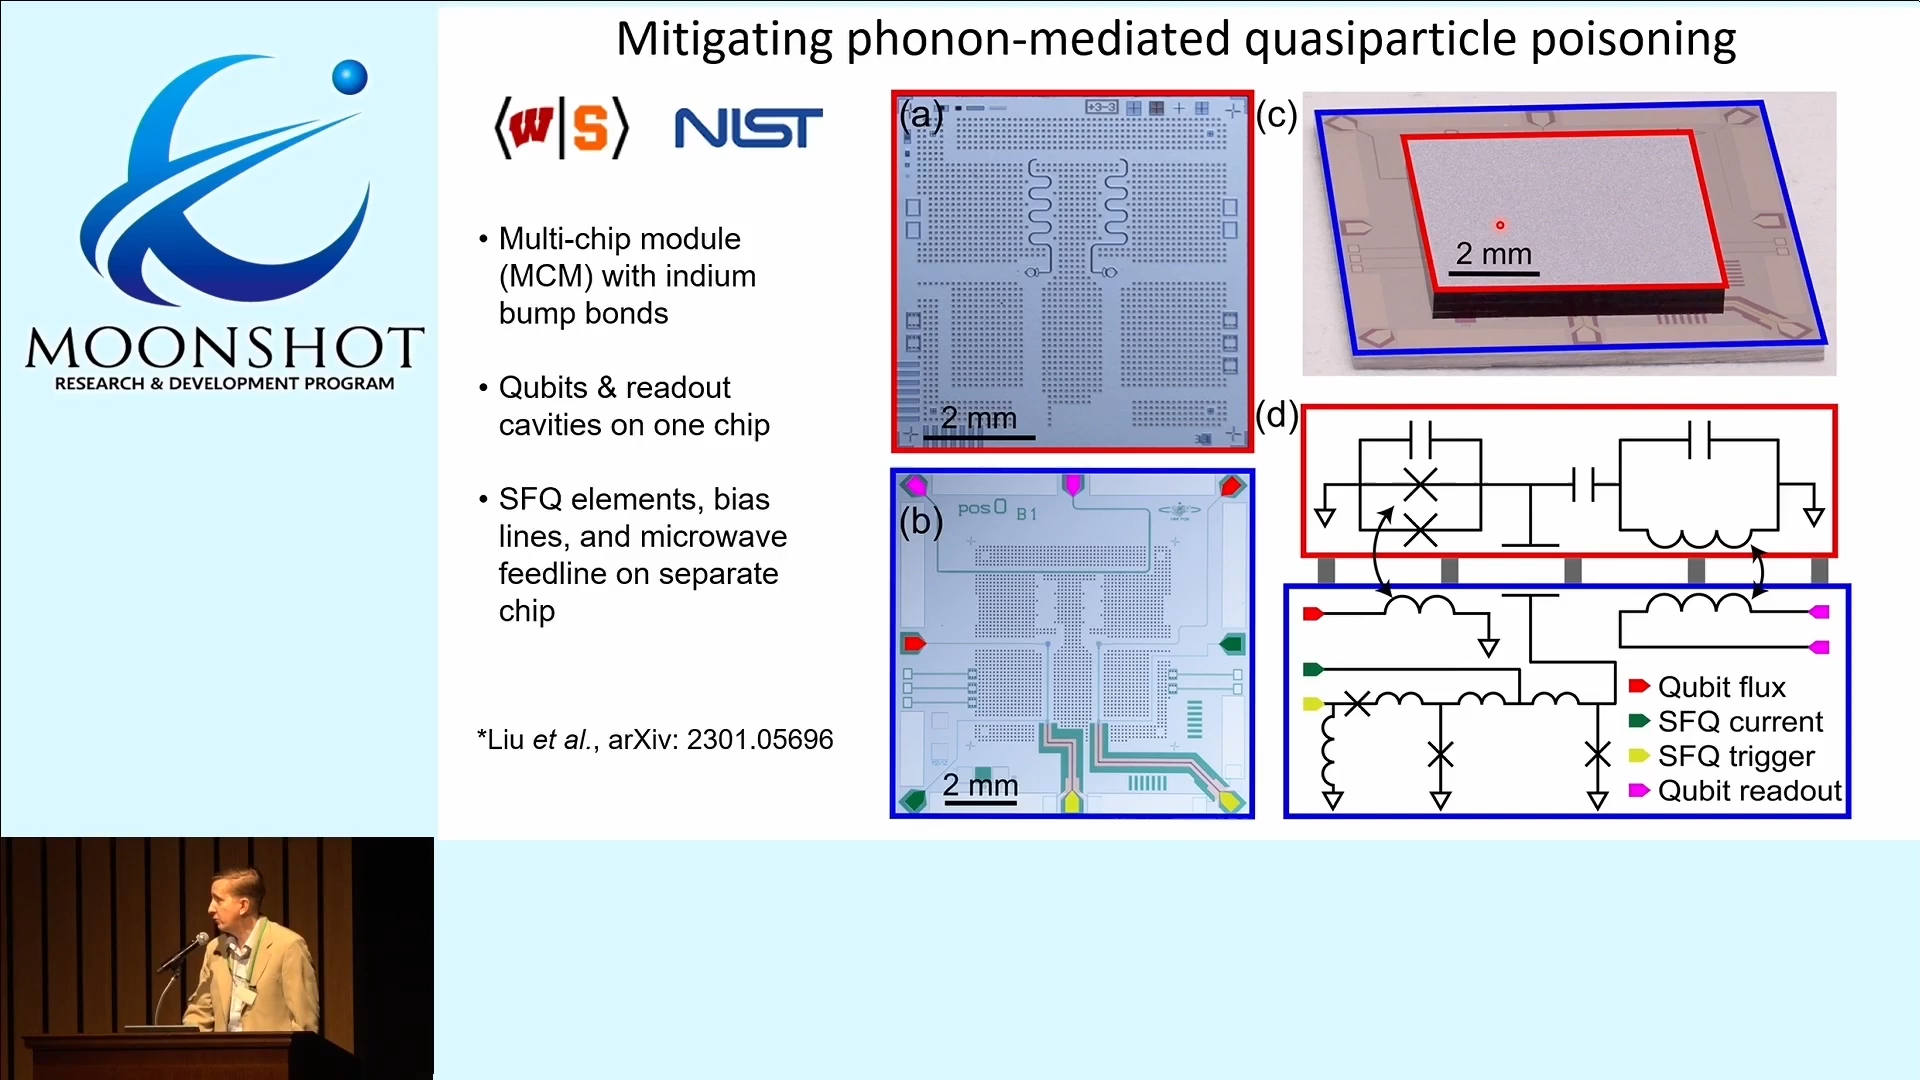 Mitigating phonon-mediated quasiparticle poisoning
MOONSHOT
RESEARCH & DEVELOPMENT PROGRAM
W|S
NIST
• Multi-chip module
(MCM) with indium
bump bonds
• Qubits & readout
cavities on one chip
• SFQ elements, bias
lines, and microwave
feedline on separate
chip
*Liu et al., arXiv: 2301.05696
(a)
+3-3
2 mm
(b)
pos0 B1
2 mm
(c)
2 mm
(d)
Qubit flux
SFQ current
SFQ trigger
Qubit readout